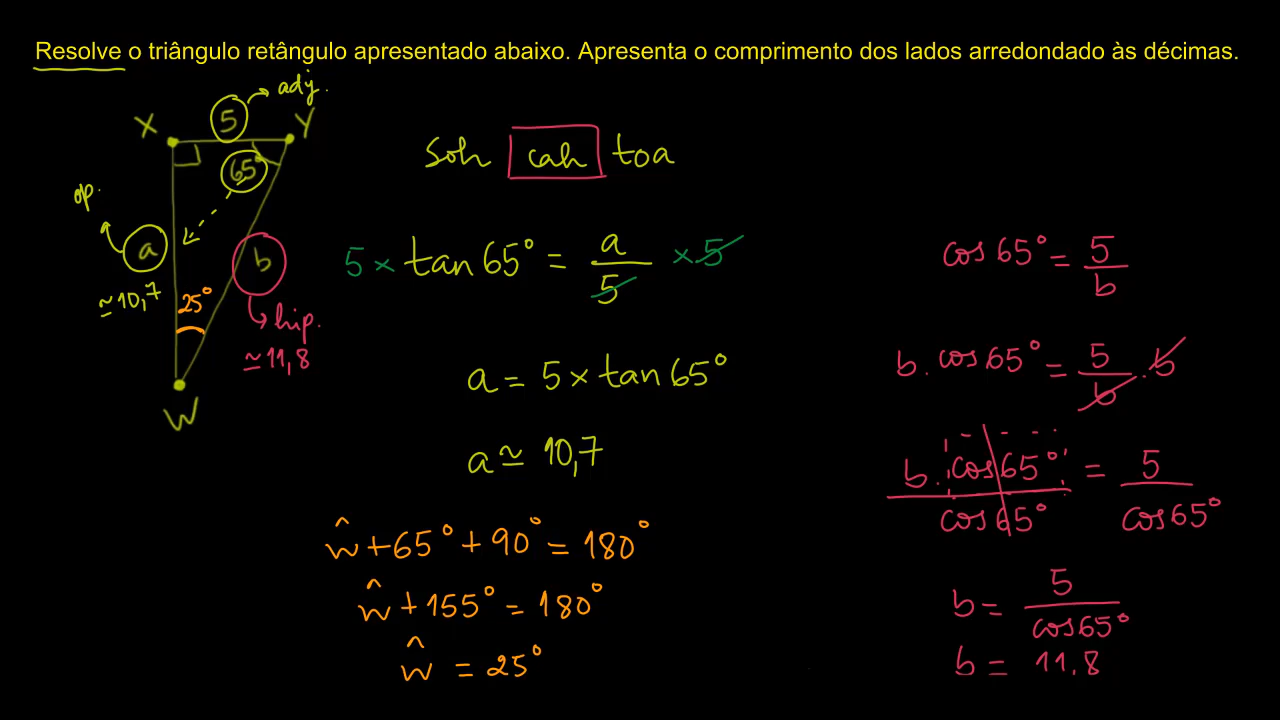 Resolve o triângulo retângulo apresentado abaixo. Apresenta o comprimento dos lados arredondado às décimas.
adj.
X 5 Y
65°
op.
a
b
≃10,7
25°
hip.
≃11,8
W
Soh cah toa
5 × tan 65° = a/5 × 5
a = 5 × tan 65°
a ≃ 10,7
ŵ + 65° + 90° = 180°
ŵ + 155° = 180°
ŵ = 25°
cos 65° = 5/b
b . cos 65° = 5/b . b
b . cos 65° / cos 65° = 5 / cos 65°
b = 5 / cos 65°
b = 11,8